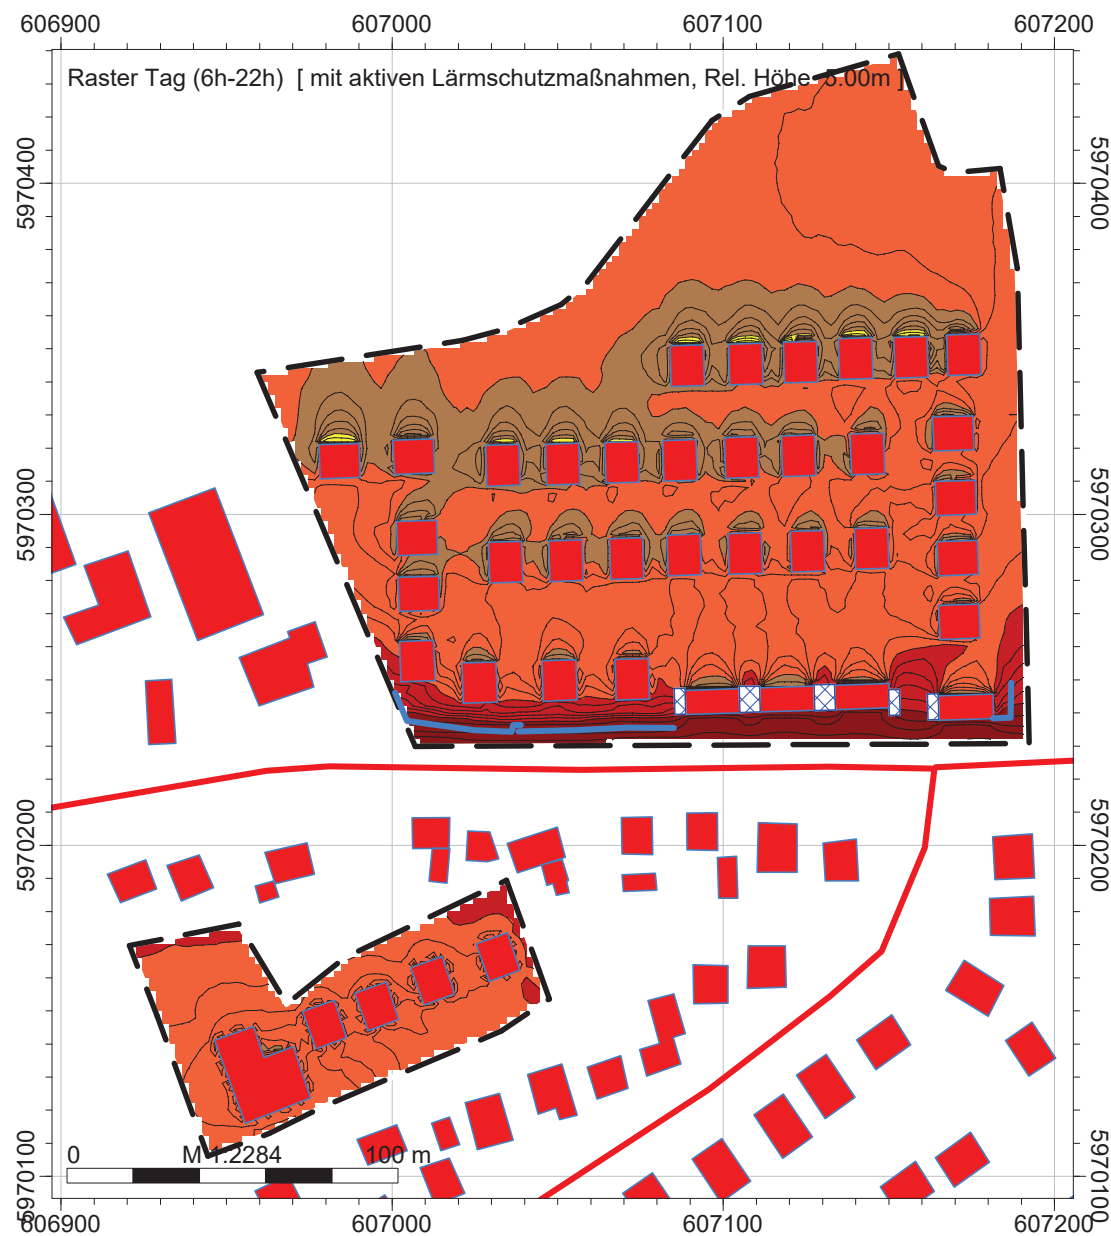 606900 607000 607100 607200
Raster Tag (6h-22h) [ mit aktiven Lärmschutzmaßnahmen, Rel. Höhe 5.00m ]
5970400 5970400
5970300 5970300
5970200 5970200
5970100 5970100
0 M 1:2284 100 m
606900 607000 607100 607200